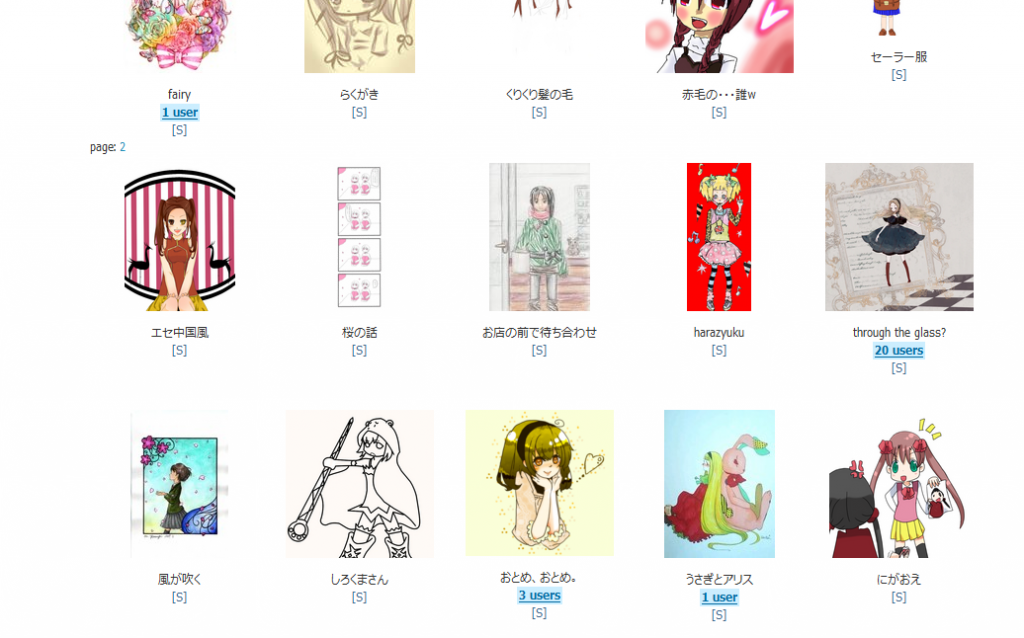 fairy
1 user
[S]
らくがき
[S]
くりくり髪の毛
[S]
赤毛の・・・誰w
[S]
セーラー服
[S]
page: 2
エセ中国風
[S]
桜の話
[S]
お店の前で待ち合わせ
[S]
harazyuku
[S]
through the glass?
20 users
[S]
風が吹く
[S]
しろくまさん
[S]
おとめ、おとめ。
3 users
[S]
うさぎとアリス
1 user
[S]
にがおえ
[S]